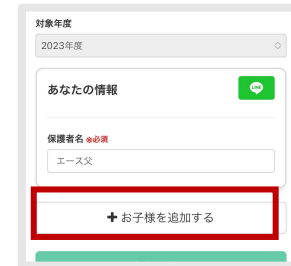 対象年度
2023年度
あなたの情報
LINE
保護者名 ※必須
エース父
✚ お子様を追加する